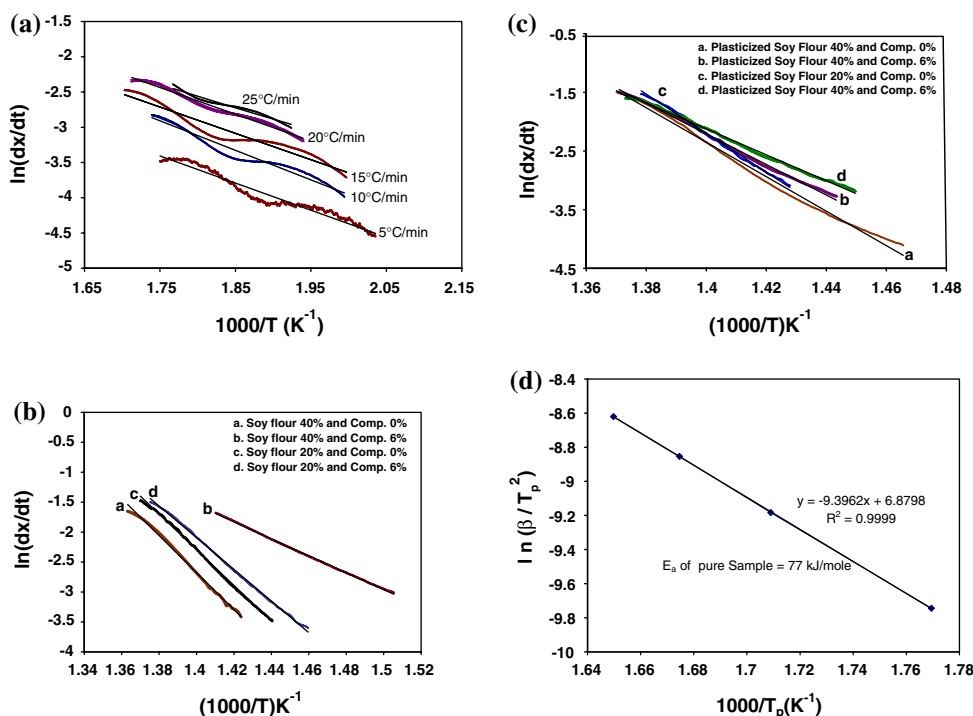 (a)
-1.5
-2
-2.5
-3
-3.5
-4
-4.5
-5
ln(dx/dt)
25°C/min
20°C/min
15°C/min
10°C/min
5°C/min
1.65 1.75 1.85 1.95 2.05 2.15
1000/T (K-1)
(c)
-0.5
-1.5
-2.5
-3.5
-4.5
ln(dx/dt)
a. Plasticized Soy Flour 40% and Comp. 0%
b. Plasticized Soy Flour 40% and Comp. 6%
c. Plasticized Soy Flour 20% and Comp. 0%
d. Plasticized Soy Flour 40% and Comp. 6%
c
d
b
a
1.36 1.38 1.4 1.42 1.44 1.46 1.48
(1000/T)K-1
(b)
0
-0.5
-1
-1.5
-2
-2.5
-3
-3.5
-4
ln(dx/dt)
a. Soy flour 40% and Comp. 0%
b. Soy flour 40% and Comp. 6%
c. Soy flour 20% and Comp. 0%
d. Soy flour 20% and Comp. 6%
a
c
d
b
1.34 1.36 1.38 1.4 1.42 1.44 1.46 1.48 1.5 1.52
(1000/T)K-1
(d)
-8.4
-8.6
-8.8
-9
-9.2
-9.4
-9.6
-9.8
-10
l n (β / Tp2)
y = -9.3962x + 6.8798
R2 = 0.9999
Ea of pure Sample = 77 kJ/mole
1.64 1.66 1.68 1.7 1.72 1.74 1.76 1.78
1000/Tp(K-1)